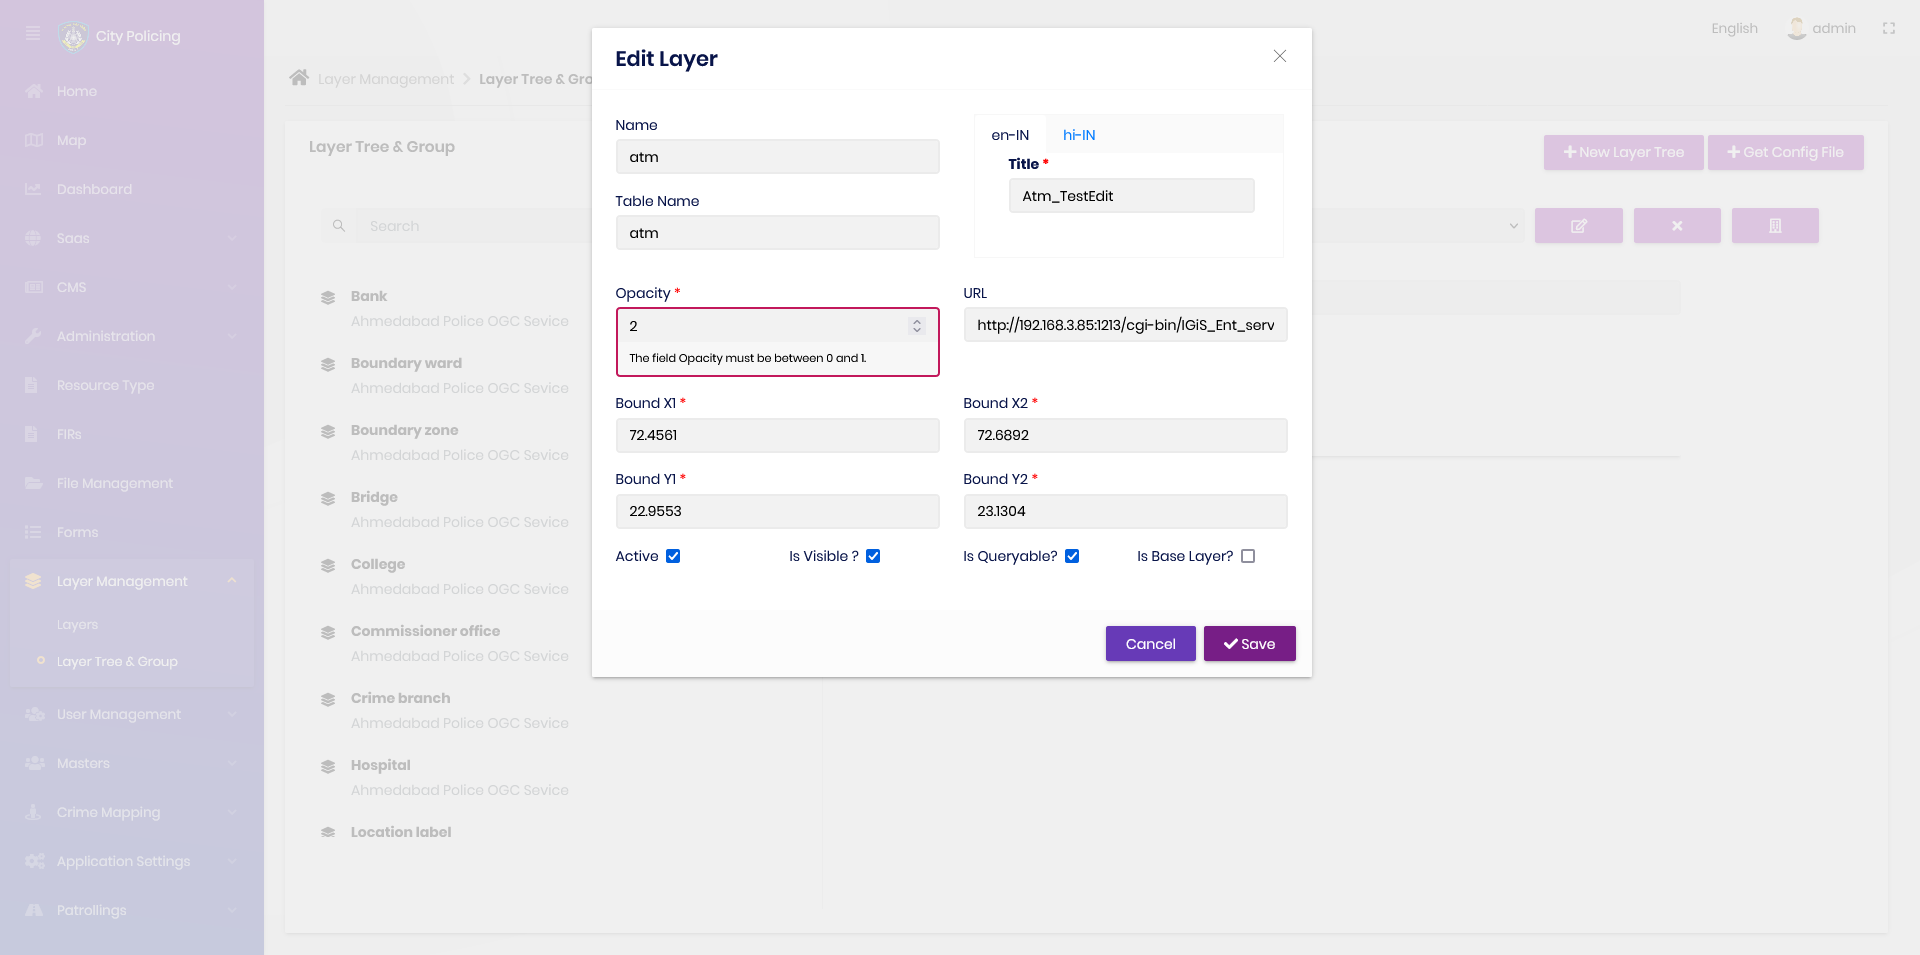 City Policing
Home
Map
Dashboard
Saas
CMS
Administration
Resource Type
FIRs
File Management
Forms
Layer Management
Layers
Layer Tree & Group
User Management
Masters
Crime Mapping
Application Settings
Patrollings
English
admin
Layer Management
Layer Tree & Gro
Layer Tree & Group
New Layer Tree
Get Config File
Search
Bank
Ahmedabad Police OGC Sevice
Boundary ward
Ahmedabad Police OGC Sevice
Boundary zone
Ahmedabad Police OGC Sevice
Bridge
Ahmedabad Police OGC Sevice
College
Ahmedabad Police OGC Sevice
Commissioner office
Ahmedabad Police OGC Sevice
Crime branch
Ahmedabad Police OGC Sevice
Hospital
Ahmedabad Police OGC Sevice
Location label
Edit Layer
Name
atm
Table Name
atm
en-IN hi-IN
Title *
Atm_TestEdit
Opacity *
2
The field Opacity must be between 0 and 1.
URL
http://192.168.3.85:1213/cgi-bin/IGiS_Ent_serv
Bound X1 *
72.4561
Bound X2 *
72.6892
Bound Y1 *
22.9553
Bound Y2 *
23.1304
Active
Is Visible ?
Is Queryable?
Is Base Layer?
Cancel
Save